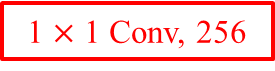 1 × 1 Conv, 256